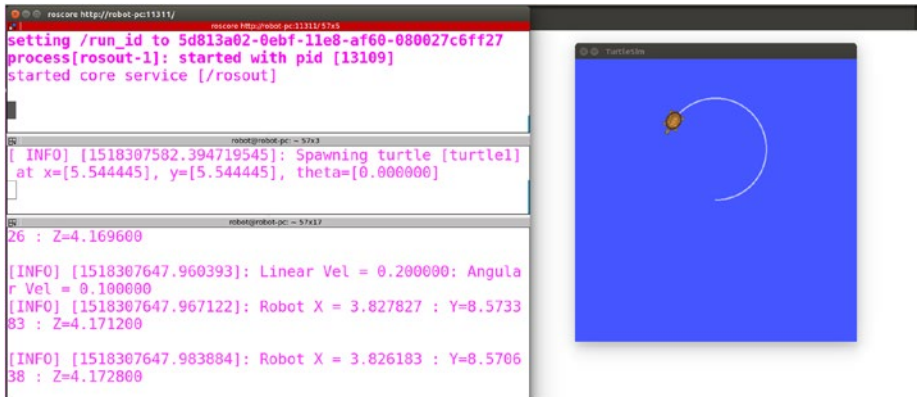 roscore http://robot-pc:11311/
roscore http://robot-pc:11311/ 57x5
setting /run_id to 5d813a02-0ebf-11e8-af60-080027c6ff27
process[rosout-1]: started with pid [13109]
started core service [/rosout]
robot@robot-pc: ~ 57x3
[ INFO] [1518307582.394719545]: Spawning turtle [turtle1]
at x=[5.544445], y=[5.544445], theta=[0.000000]
robot@robot-pc: ~ 57x17
26 : Z=4.169600
[INFO] [1518307647.960393]: Linear Vel = 0.200000: Angula
r Vel = 0.100000
[INFO] [1518307647.967122]: Robot X = 3.827827 : Y=8.5733
83 : Z=4.171200
[INFO] [1518307647.983884]: Robot X = 3.826183 : Y=8.5706
38 : Z=4.172800
TurtleSim